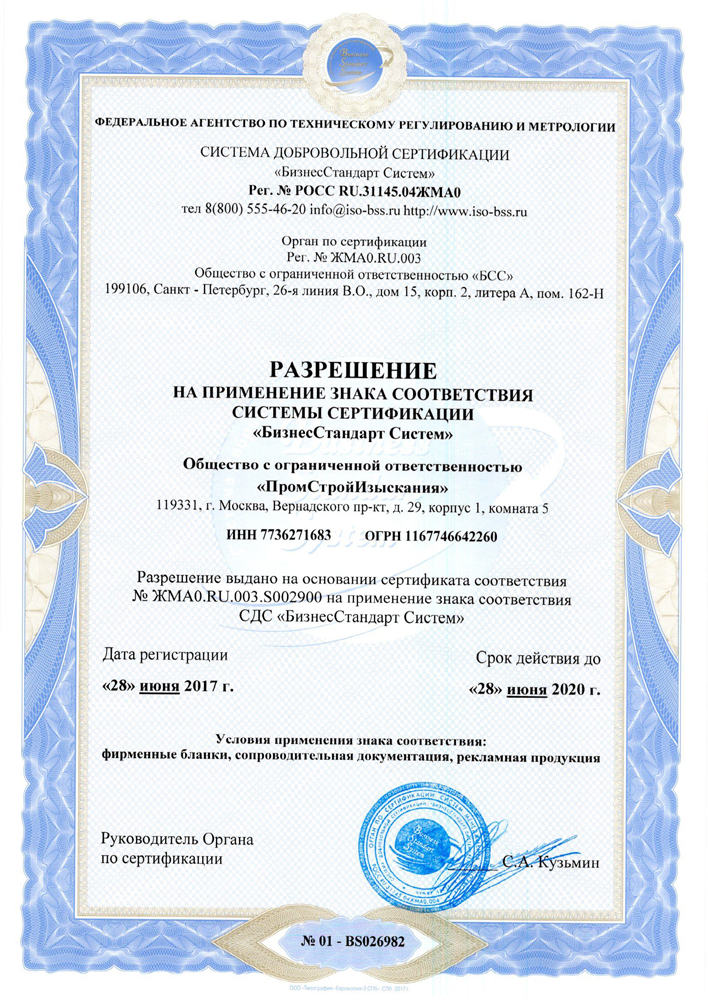 Business
Standard
System
ФЕДЕРАЛЬНОЕ АГЕНТСТВО ПО ТЕХНИЧЕСКОМУ РЕГУЛИРОВАНИЮ И МЕТРОЛОГИИ
СИСТЕМА ДОБРОВОЛЬНОЙ СЕРТИФИКАЦИИ
«БизнесСтандарт Систем»
Рег. № РОСС RU.31145.04ЖМА0
тел 8(800) 555-46-20 info@iso-bss.ru http://www.iso-bss.ru
Орган по сертификации
Рег. № ЖМА0.RU.003
Общество с ограниченной ответственностью «БСС»
199106, Санкт - Петербург, 26-я линия В.О., дом 15, корп. 2, литера А, пом. 162-Н
РАЗРЕШЕНИЕ
НА ПРИМЕНЕНИЕ ЗНАКА СООТВЕТСТВИЯ
СИСТЕМЫ СЕРТИФИКАЦИИ
«БизнесСтандарт Систем»
Общество с ограниченной ответственностью
«ПромСтройИзыскания»
119331, г. Москва, Вернадского пр-кт, д. 29, корпус 1, комната 5
ИНН 7736271683 ОГРН 1167746642260
Разрешение выдано на основании сертификата соответствия
№ ЖМА0.RU.003.S002900 на применение знака соответствия
СДС «БизнесСтандарт Систем»
Дата регистрации Срок действия до
«28» июня 2017 г. «28» июня 2020 г.
Условия применения знака соответствия:
фирменные бланки, сопроводительная документация, рекламная продукция
Руководитель Органа
по сертификации
С.А. Кузьмин
Business
Standard
System
№ 01 - BS026982